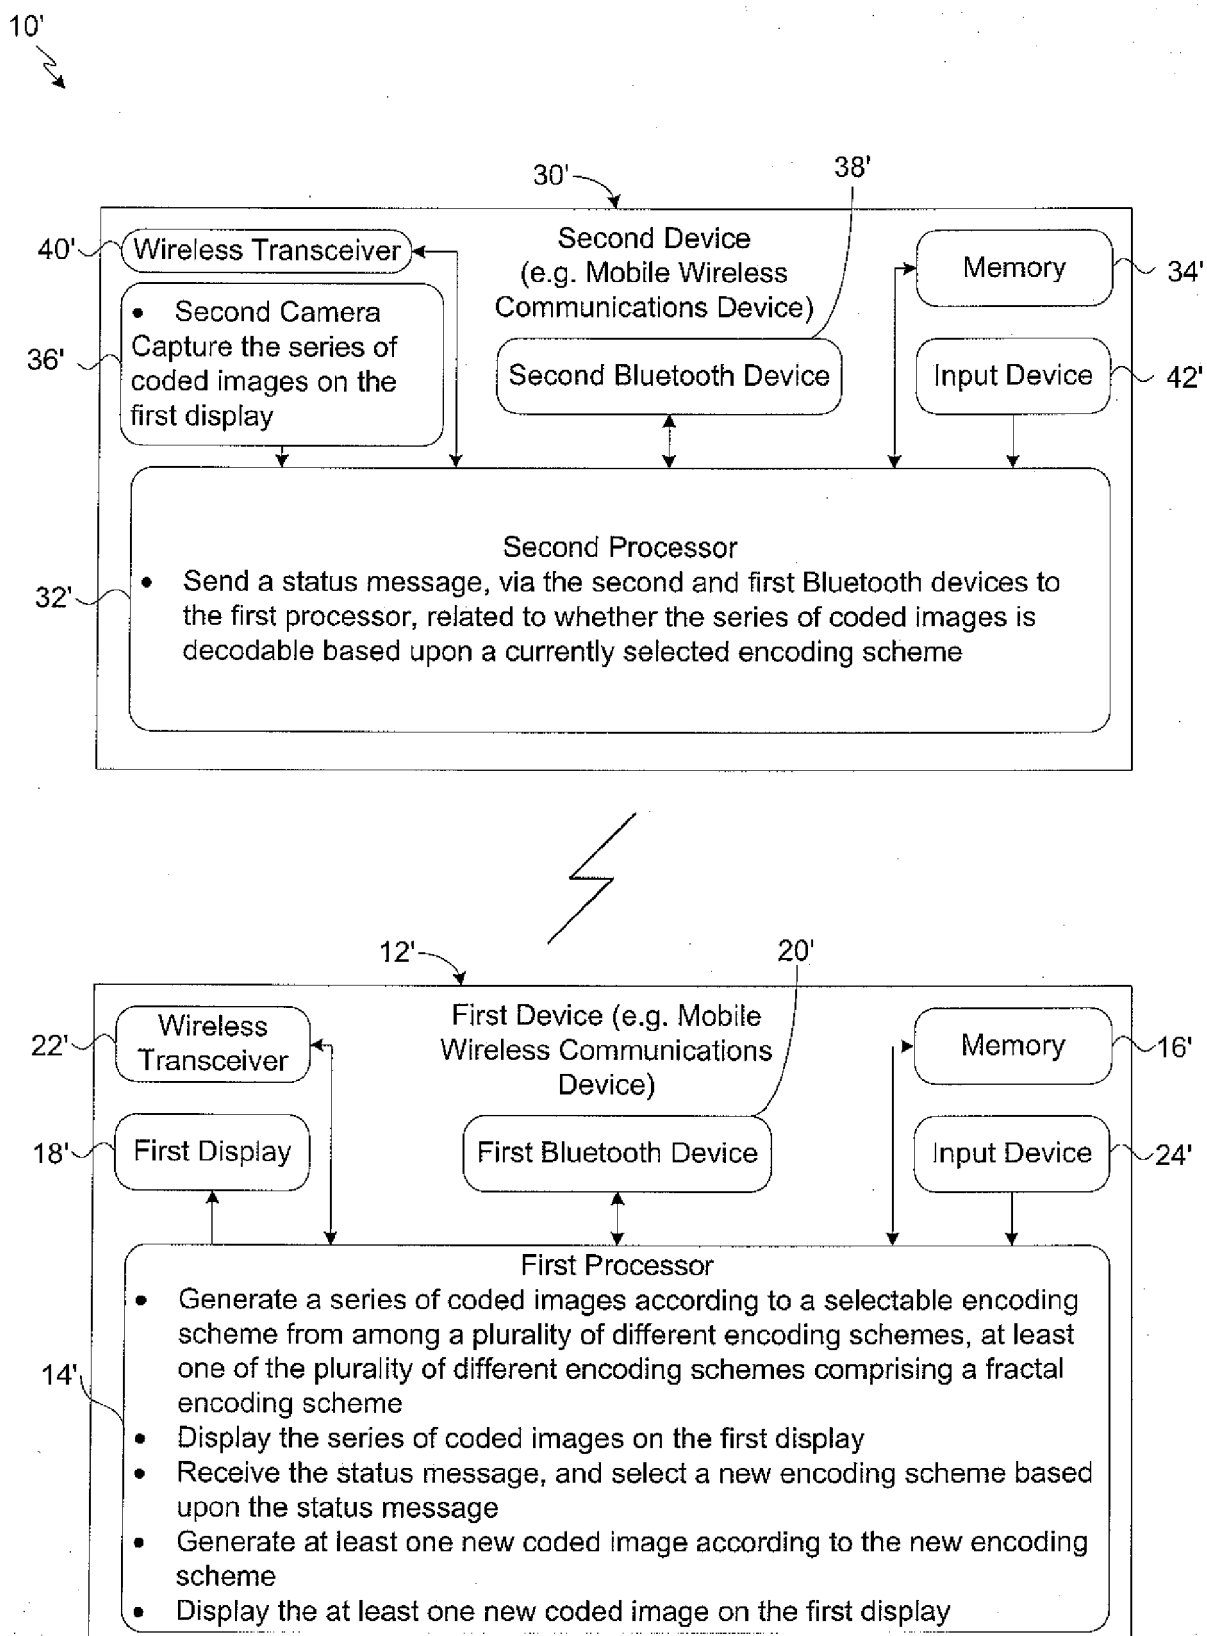 10'
30'
38'
40'
Wireless Transceiver
Second Device
(e.g. Mobile Wireless
Communications Device)
Memory
34'
36'
• Second Camera
Capture the series of
coded images on the
first display
Second Bluetooth Device
Input Device
42'
32'
Second Processor
• Send a status message, via the second and first Bluetooth devices to
the first processor, related to whether the series of coded images is
decodable based upon a currently selected encoding scheme
12'
20'
22'
Wireless
Transceiver
First Device (e.g. Mobile
Wireless Communications
Device)
Memory
16'
18'
First Display
First Bluetooth Device
Input Device
24'
14'
First Processor
• Generate a series of coded images according to a selectable encoding
scheme from among a plurality of different encoding schemes, at least
one of the plurality of different encoding schemes comprising a fractal
encoding scheme
• Display the series of coded images on the first display
• Receive the status message, and select a new encoding scheme based
upon the status message
• Generate at least one new coded image according to the new encoding
scheme
• Display the at least one new coded image on the first display